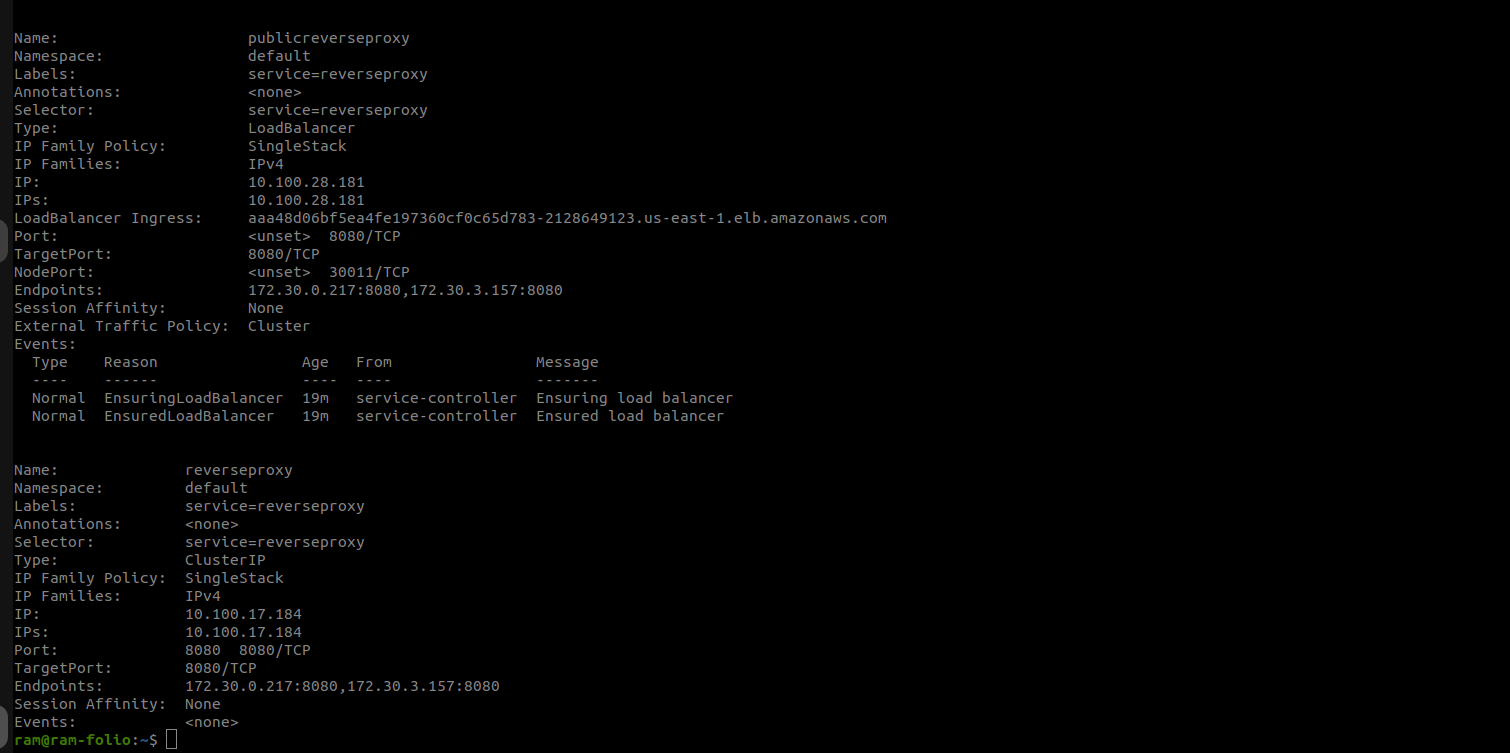 Name:                     publicreverseproxy
Namespace:                default
Labels:                   service=reverseproxy
Annotations:              <none>
Selector:                 service=reverseproxy
Type:                     LoadBalancer
IP Family Policy:         SingleStack
IP Families:              IPv4
IP:                       10.100.28.181
IPs:                      10.100.28.181
LoadBalancer Ingress:     aaa48d06bf5ea4fe197360cf0c65d783-2128649123.us-east-1.elb.amazonaws.com
Port:                     <unset>  8080/TCP
TargetPort:               8080/TCP
NodePort:                 <unset>  30011/TCP
Endpoints:                172.30.0.217:8080,172.30.3.157:8080
Session Affinity:         None
External Traffic Policy:  Cluster
Events:
  Type    Reason                Age   From                Message
  ----    ------                ----  ----                -------
  Normal  EnsuringLoadBalancer  19m   service-controller  Ensuring load balancer
  Normal  EnsuredLoadBalancer   19m   service-controller  Ensured load balancer
Name:              reverseproxy
Namespace:         default
Labels:            service=reverseproxy
Annotations:       <none>
Selector:          service=reverseproxy
Type:              ClusterIP
IP Family Policy:  SingleStack
IP Families:       IPv4
IP:                10.100.17.184
IPs:               10.100.17.184
Port:              8080  8080/TCP
TargetPort:        8080/TCP
Endpoints:         172.30.0.217:8080,172.30.3.157:8080
Session Affinity:  None
Events:            <none>
ram@ram-folio:~$